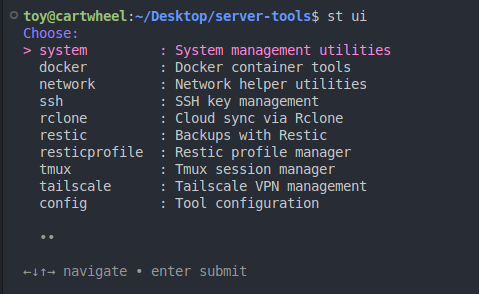 toy@cartwheel:~/Desktop/server-tools$ st ui
Choose:
> system         : System management utilities
  docker         : Docker container tools
  network        : Network helper utilities
  ssh            : SSH key management
  rclone         : Cloud sync via Rclone
  restic         : Backups with Restic
  resticprofile  : Restic profile manager
  tmux           : Tmux session manager
  tailscale      : Tailscale VPN management
  config         : Tool configuration
  ••
←↓↑→ navigate • enter submit